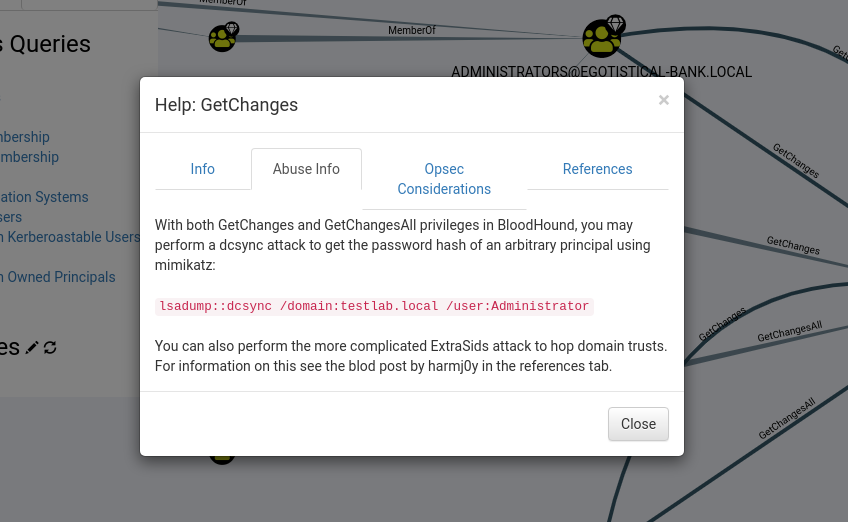 MemberOf
s Queries
MemberOf
ADMINISTRATORS@EGOTISTICAL-BANK.LOCAL
Help: GetChanges
×
Info
Abuse Info
Opsec
Considerations
References
With both GetChanges and GetChangesAll privileges in BloodHound, you may
perform a dcsync attack to get the password hash of an arbitrary principal using
mimikatz:
lsadump::dcsync /domain:testlab.local /user:Administrator
You can also perform the more complicated ExtraSids attack to hop domain trusts.
For information on this see the blod post by harmj0y in the references tab.
Close
mbership
mbership
ation Systems
sers
n Kerberoastable Users
n Owned Principals
es
GetChanges
GetChanges
GetChanges
GetChangesAll
GetChangesAll